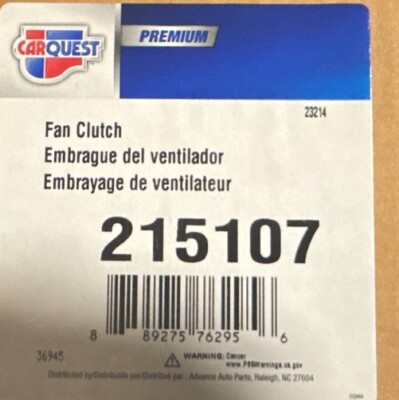 CARQUEST
PREMIUM
23214
Fan Clutch
Embrague del ventilador
Embrayage de ventilateur
215107
8 89275 76295 6
36945
WARNING: Cancer
www.P65Warnings.ca.gov
Distributed by/Distribuido por/Distribué par : Advance Auto Parts, Raleigh, NC 27604